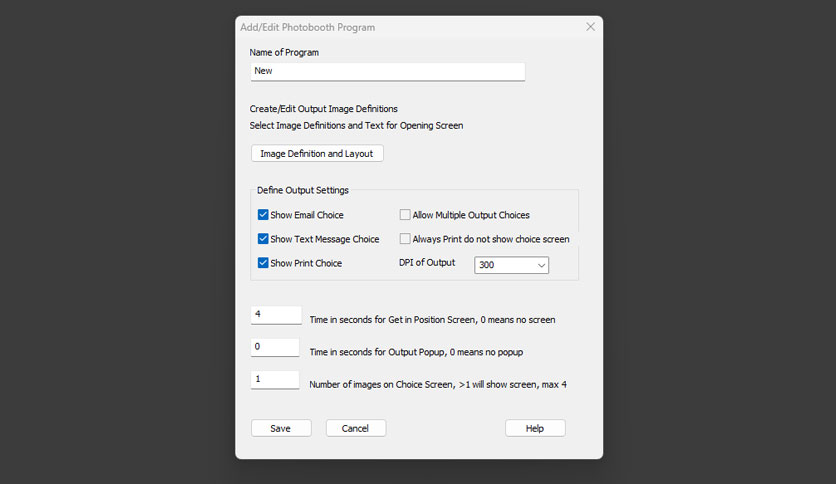 Add/Edit Photobooth Program
Name of Program
New
Create/Edit Output Image Definitions
Select Image Definitions and Text for Opening Screen
Image Definition and Layout
Define Output Settings
Show Email Choice
Allow Multiple Output Choices
Show Text Message Choice
Always Print do not show choice screen
Show Print Choice
DPI of Output
300
4
Time in seconds for Get in Position Screen, 0 means no screen
0
Time in seconds for Output Popup, 0 means no popup
1
Number of images on Choice Screen, >1 will show screen, max 4
Save
Cancel
Help